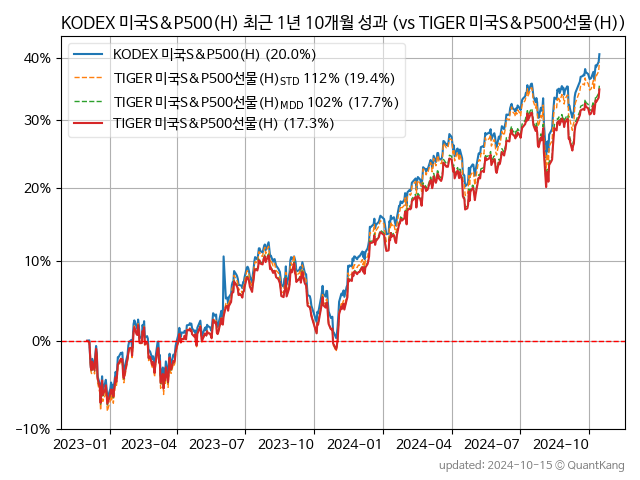 KODEX 미국S&P500(H) 최근 1년 10개월 성과 (vs TIGER 미국S&P500선물(H))
KODEX 미국S&P500(H) (20.0%)
TIGER 미국S&P500선물(H)STD 112% (19.4%)
TIGER 미국S&P500선물(H)MDD 102% (17.7%)
TIGER 미국S&P500선물(H) (17.3%)
40%
30%
20%
10%
0%
−10%
2023-01 2023-04 2023-07 2023-10 2024-01 2024-04 2024-07 2024-10
updated: 2024-10-15 © QuantKang